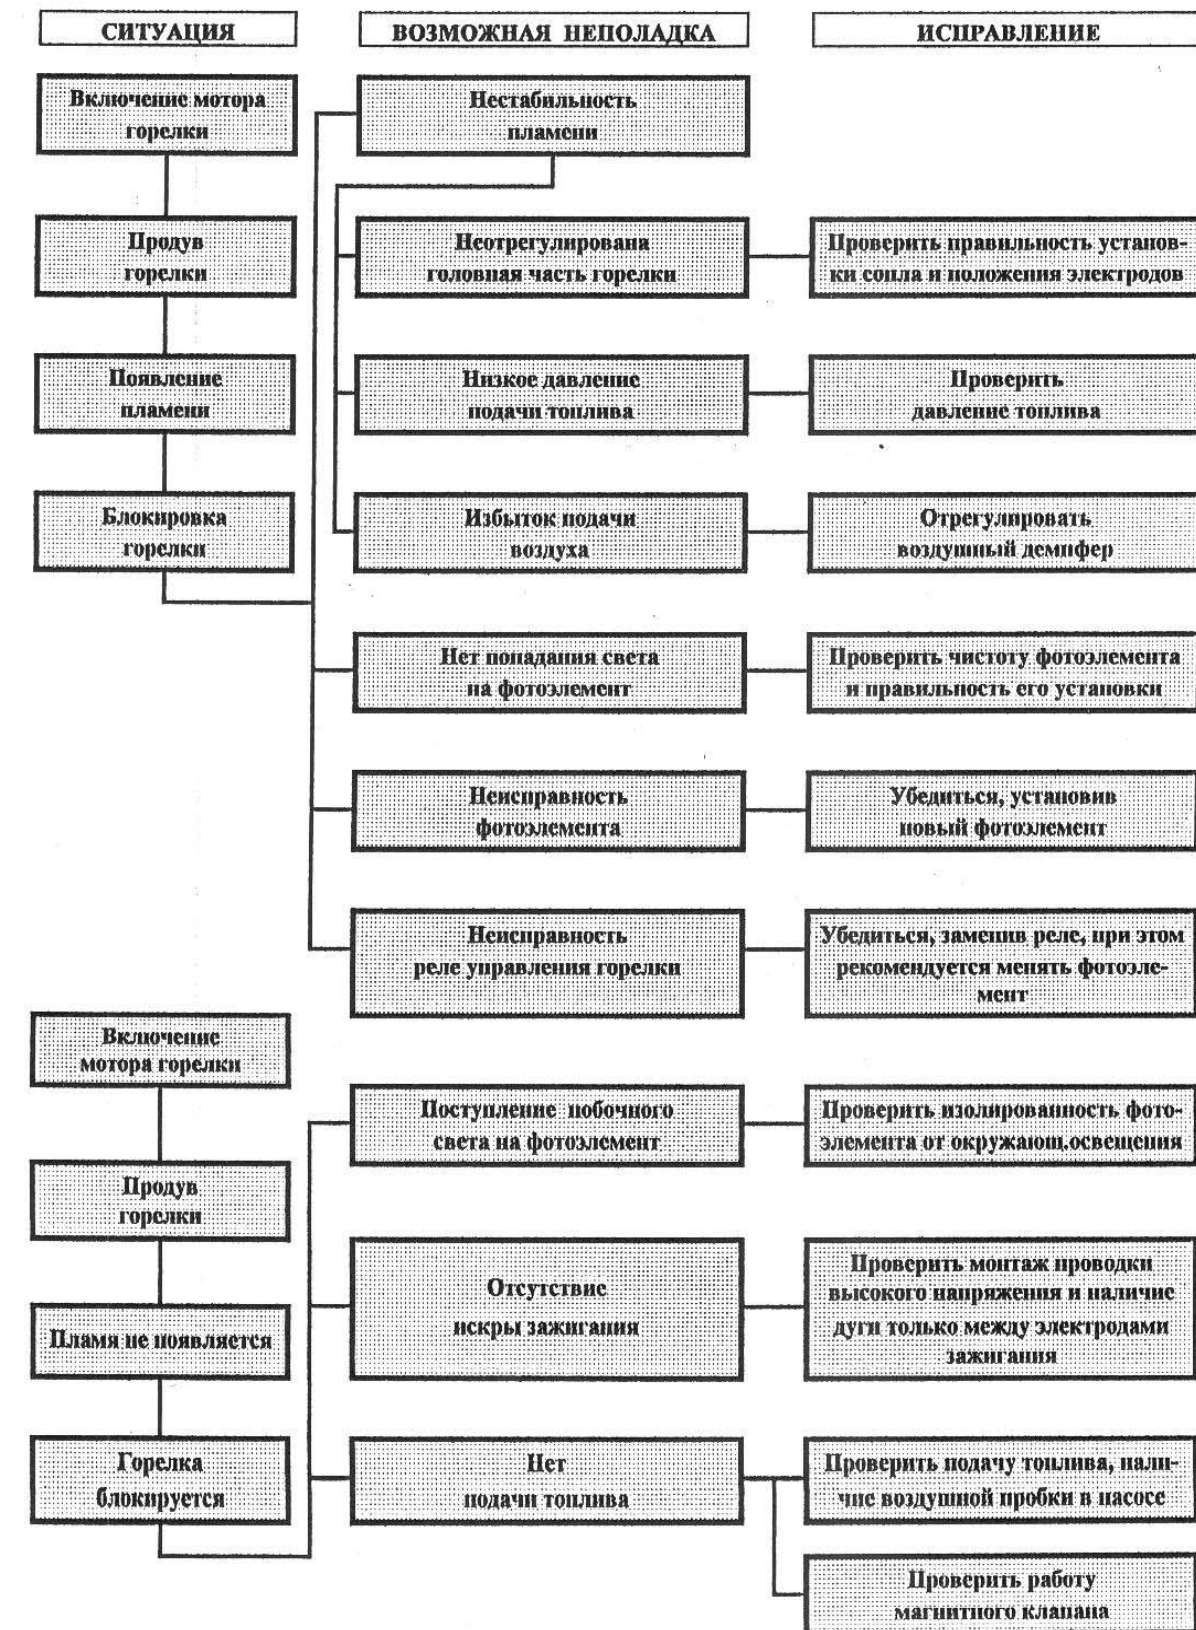 СИТУАЦИЯ
ВОЗМОЖНАЯ НЕПОЛАДКА
ИСПРАВЛЕНИЕ
Включение мотора
горелки
Нестабильность
пламени
Продув
горелки
Неотрегулирована
головная часть горелки
Проверить правильность установ-
ки сопла и положения электродов
Появление
пламени
Низкое давление
подачи топлива
Проверить
давление топлива
Блокировка
горелки
Избыток подачи
воздуха
Отрегулировать
воздушный демпфер
Нет попадания света
на фотоэлемент
Проверить чистоту фотоэлемента
и правильность его установки
Неисправность
фотоэлемента
Убедиться, установив
новый фотоэлемент
Неисправность
реле управления горелки
Убедиться, заменив реле, при этом
рекомендуется менять фотоэле-
мент
Включение
мотора горелки
Поступление побочного
света на фотоэлемент
Проверить изолированность фото-
элемента от окружающ.освещения
Продув
горелки
Отсутствие
искры зажигания
Проверить монтаж проводки
высокого напряжения и наличие
дуги только между электродами
зажигания
Пламя не появляется
Горелка
блокируется
Нет
подачи топлива
Проверить подачу топлива, нали-
чие воздушной пробки в насосе
Проверить работу
магнитного клапана